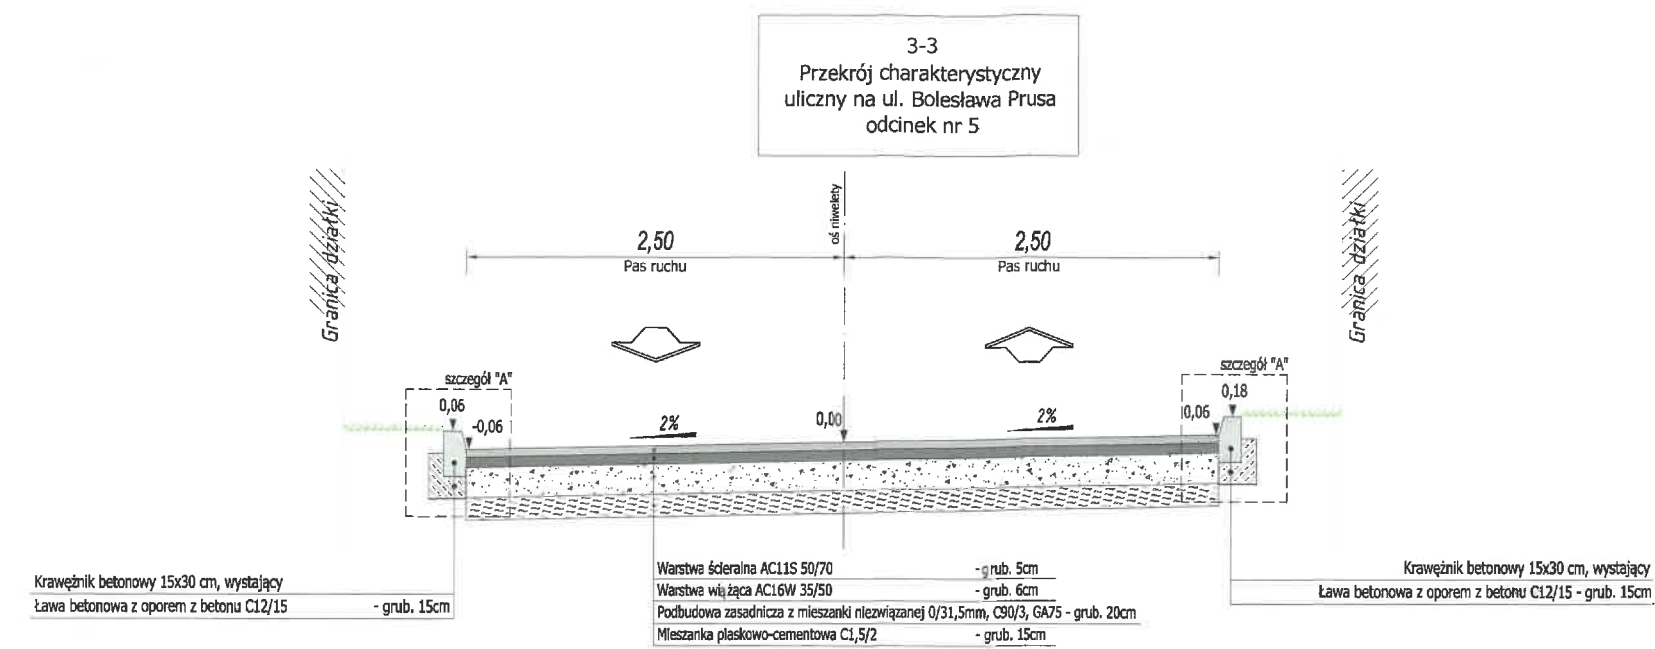 3-3
Przekrój charakterystyczny
uliczny na ul. Bolesława Prusa
odcinek nr 5
Granica działki
oś niwelety
Granica działki
2,50
2,50
Pas ruchu
Pas ruchu
szczegół "A"
szczegół "A"
0,06
-0,06
2%
0,00
2%
0,06
0,18
Krawężnik betonowy 15x30 cm, wystający
Ława betonowa z oporem z betonu C12/15 - grub. 15cm
Warstwa ścieralna AC11S 50/70 - grub. 5cm
Warstwa wiążąca AC16W 35/50 - grub. 6cm
Podbudowa zasadnicza z mieszanki niezwiązanej 0/31,5mm, C90/3, GA75 - grub. 20cm
Mieszanka piaskowo-cementowa C1,5/2 - grub. 15cm
Krawężnik betonowy 15x30 cm, wystający
Ława betonowa z oporem z betonu C12/15 - grub. 15cm